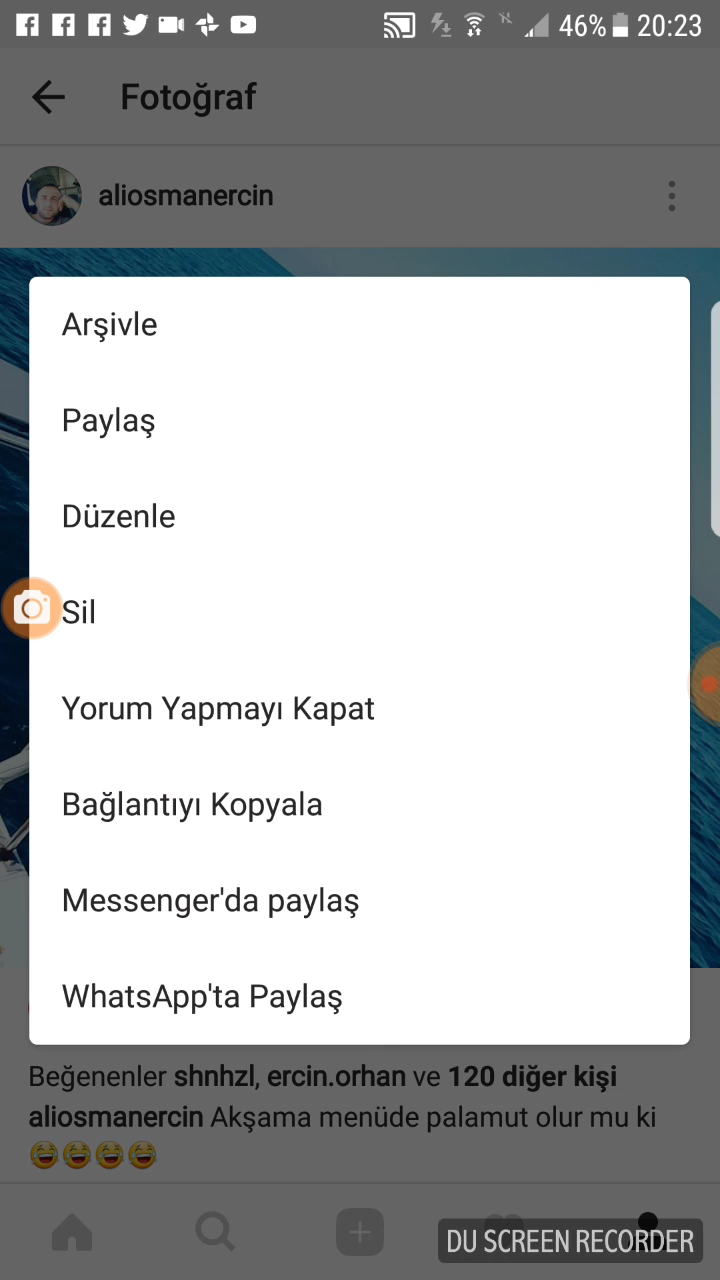 46% 20:23
Fotoğraf
aliosmanercin
Arşivle
Paylaş
Düzenle
Sil
Yorum Yapmayı Kapat
Bağlantıyı Kopyala
Messenger'da paylaş
WhatsApp'ta Paylaş
Beğenenler shnhzl, ercin.orhan ve 120 diğer kişi
aliosmanercin Akşama menüde palamut olur mu ki
😂😂😂😂
DU SCREEN RECORDER